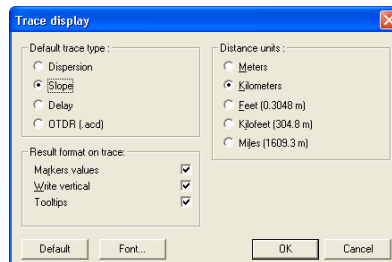 Trace display
Default trace type :
Dispersion
Slope
Delay
OTDR (.acd)
Result format on trace:
Markers values
Write vertical
Tooltips
Distance units :
Meters
Kilometers
Feet (0.3048 m)
Kilofeet (304.8 m)
Miles (1609.3 m)
Default
Font...
OK
Cancel